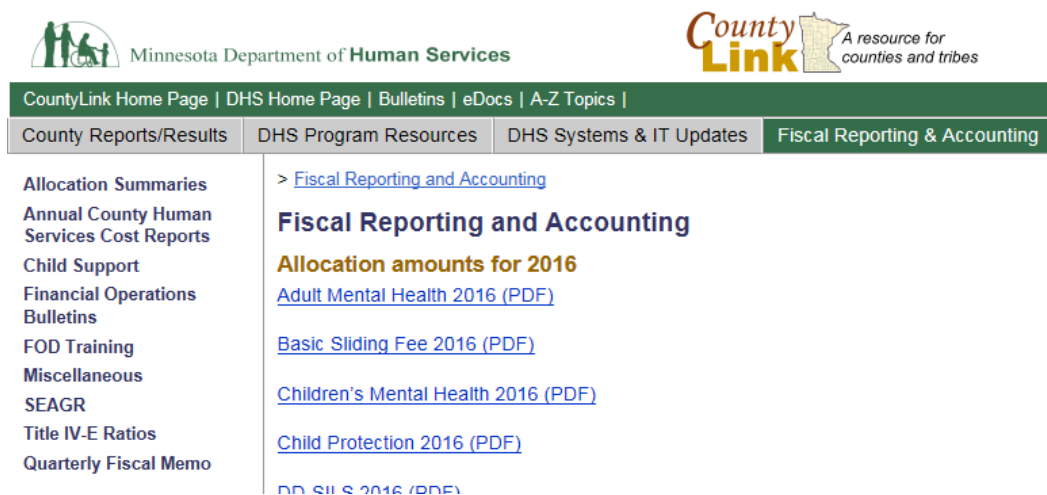 Minnesota Department of Human Services
County
Link
A resource for
counties and tribes
CountyLink Home Page | DHS Home Page | Bulletins | eDocs | A-Z Topics |
County Reports/Results
DHS Program Resources
DHS Systems & IT Updates
Fiscal Reporting & Accounting
Allocation Summaries
Annual County Human
Services Cost Reports
Child Support
Financial Operations
Bulletins
FOD Training
Miscellaneous
SEAGR
Title IV-E Ratios
Quarterly Fiscal Memo
> Fiscal Reporting and Accounting
Fiscal Reporting and Accounting
Allocation amounts for 2016
Adult Mental Health 2016 (PDF)
Basic Sliding Fee 2016 (PDF)
Children's Mental Health 2016 (PDF)
Child Protection 2016 (PDF)
DD-SILS 2016 (PDF)